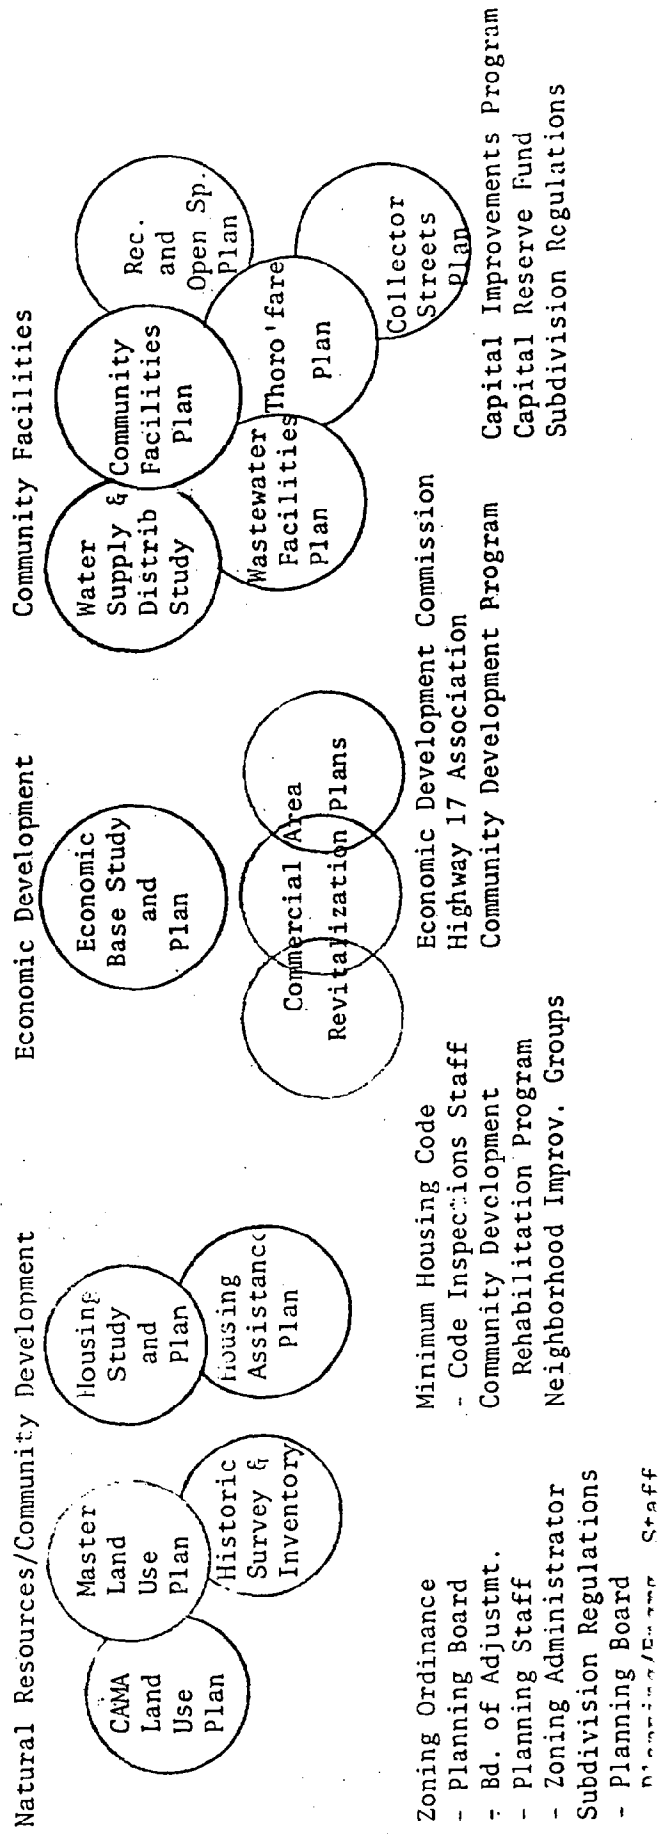 Natural Resources/Community Development
CAMA
Land
Use
Plan
Master
Land
Use
Plan
Historic
Survey &
Inventory
Housing
Study
and
Plan
Housing
Assistance
Plan
Zoning Ordinance
- Planning Board
- Bd. of Adjustmt.
- Planning Staff
- Zoning Administrator
Subdivision Regulations
- Planning Board
Staff
Minimum Housing Code
- Code Inspections Staff
Community Development
Rehabilitation Program
Neighborhood Improv. Groups
Economic Development
Economic
Base Study
and
Plan
Commercial Area
Revitalization Plans
Economic Development Commission
Highway 17 Association
Community Development Program
Community Facilities
Water
Supply &
Distrib
Study
Community
Facilities
Plan
Rec.
and
Open Sp.
Plan
Wastewater
Facilities
Plan
Thoro'fare
Plan
Collector
Streets
Plan
Capital Improvements Program
Capital Reserve Fund
Subdivision Regulations